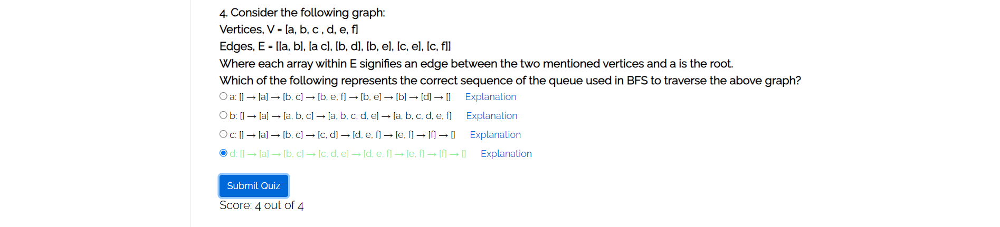 4. Consider the following graph:
Vertices, V = [a, b, c , d, e, f]
Edges, E = [[a, b], [a c], [b, d], [b, e], [c, e], [c, f]]
Where each array within E signifies an edge between the two mentioned vertices and a is the root.
Which of the following represents the correct sequence of the queue used in BFS to traverse the above graph?
a: [] → [a] → [b, c] → [b, e, f] → [b, e] → [b] → [d] → [] Explanation
b: [] → [a] → [a, b, c] → [a, b, c, d, e] → [a, b, c, d, e, f] Explanation
c: [] → [a] → [b, c] → [c, d] → [d, e, f] → [e, f] → [f] → [] Explanation
d: [] → [a] → [b, c] → [c, d, e] → [d, e, f] → [e, f] → [f] → [] Explanation
Submit Quiz
Score: 4 out of 4